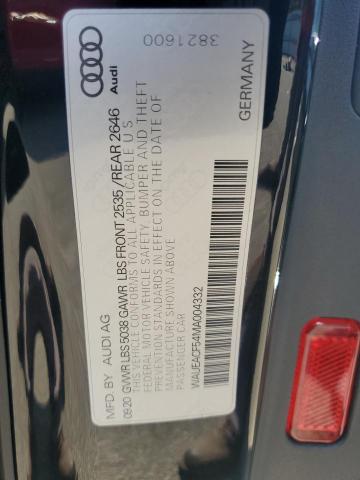 Audi
3821600
MFD. BY AUDI AG
09.20 GVWR LBS 5038 GAWR LBS FRONT 2535 / REAR 2646
THIS VEHICLE CONFORMS TO ALL APPLICABLE U S
FEDERAL MOTOR VEHICLE SAFETY, BUMPER AND THEFT
PREVENTION STANDARDS IN EFFECT ON THE DATE OF
MANUFACTURE SHOWN ABOVE
PASSENGER CAR
WAUEACF54MA004332
GERMANY